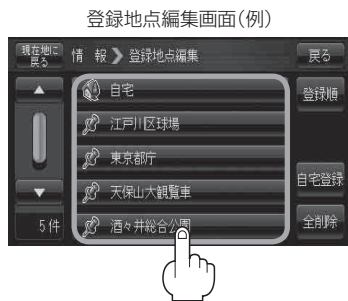 登録地点編集画面（例）
現在地に
戻る
情 報 》登録地点編集
戻る
自宅
登録順
江戸川区球場
東京都庁
自宅登録
天保山大観覧車
5件
酒々井総合公園
全削除